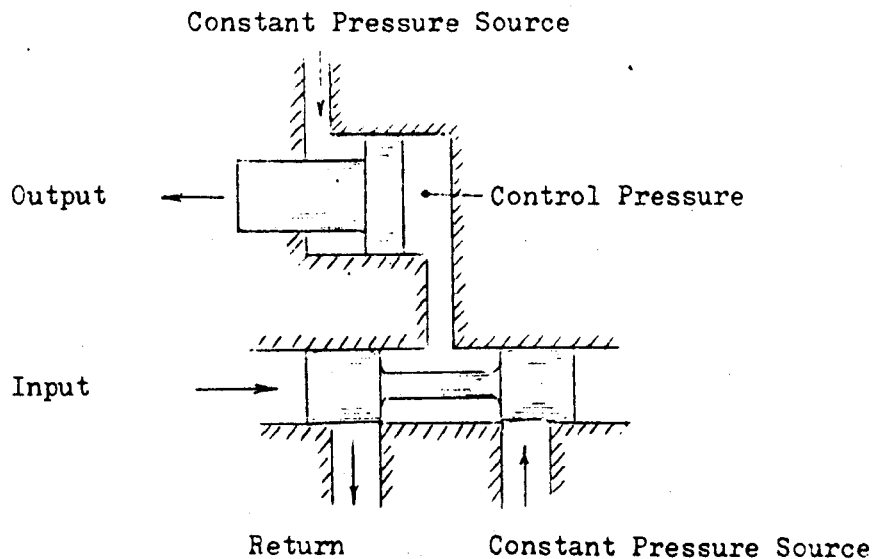 Constant Pressure Source
Output
Control Pressure
Input
Return
Constant Pressure Source